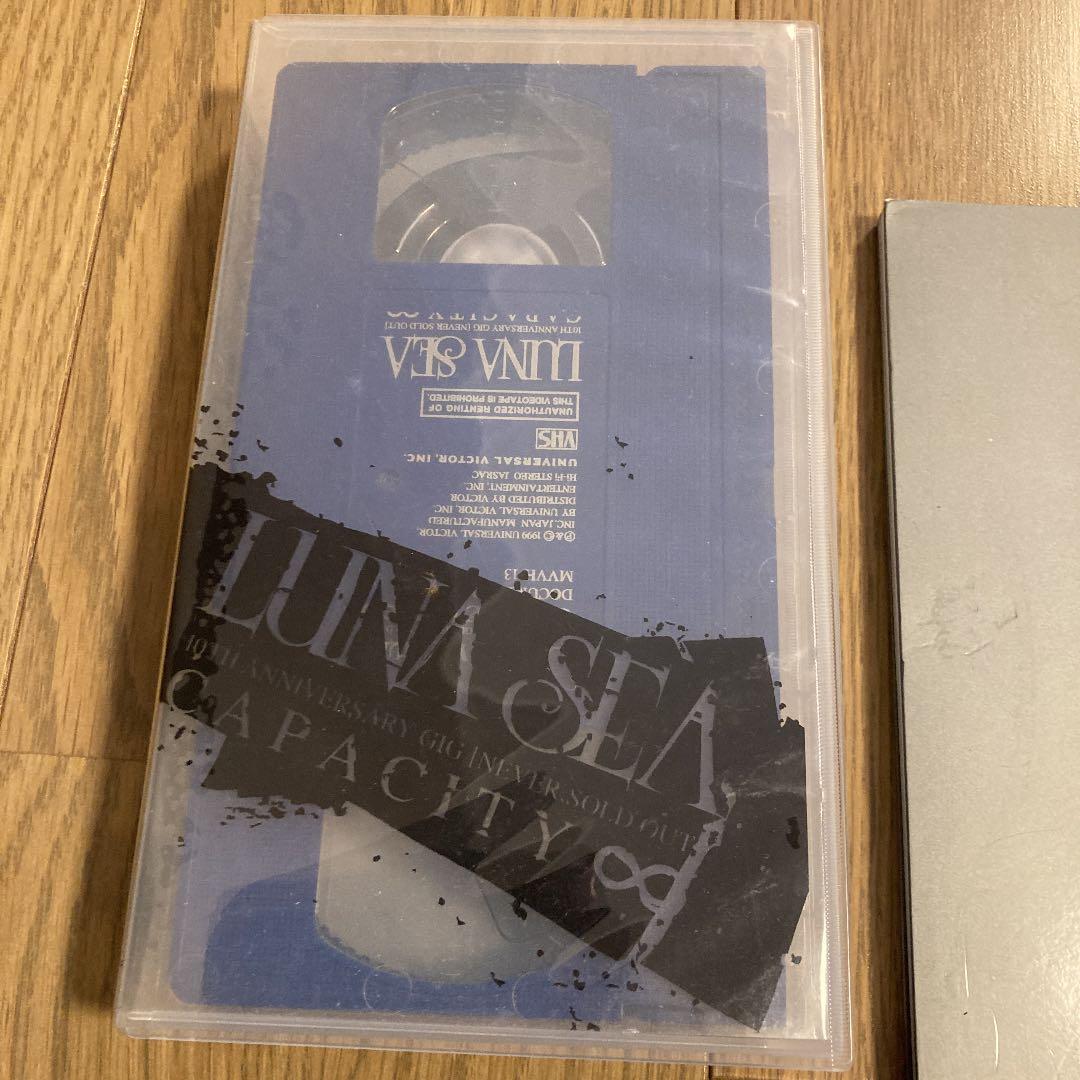 LUNA SEA
10TH ANNIVERSARY GIG [NEVER SOLD OUT]
CAPACITY ∞
CAPACITY ∞
10TH ANNIVERSARY GIG [NEVER SOLD OUT]
LUNA SEA
UNAUTHORIZED RENTING OF
THIS VIDEOTAPE IS PROHIBITED.
VHS
UNIVERSAL VICTOR, INC.
Hi-Fi STEREO JASRAC
ENTERTAINMENT, INC.
DISTRIBUTED BY VICTOR
BY UNIVERSAL VICTOR, INC.
INC. JAPAN MANUFACTURED
℗&© 1999 UNIVERSAL VICTOR,